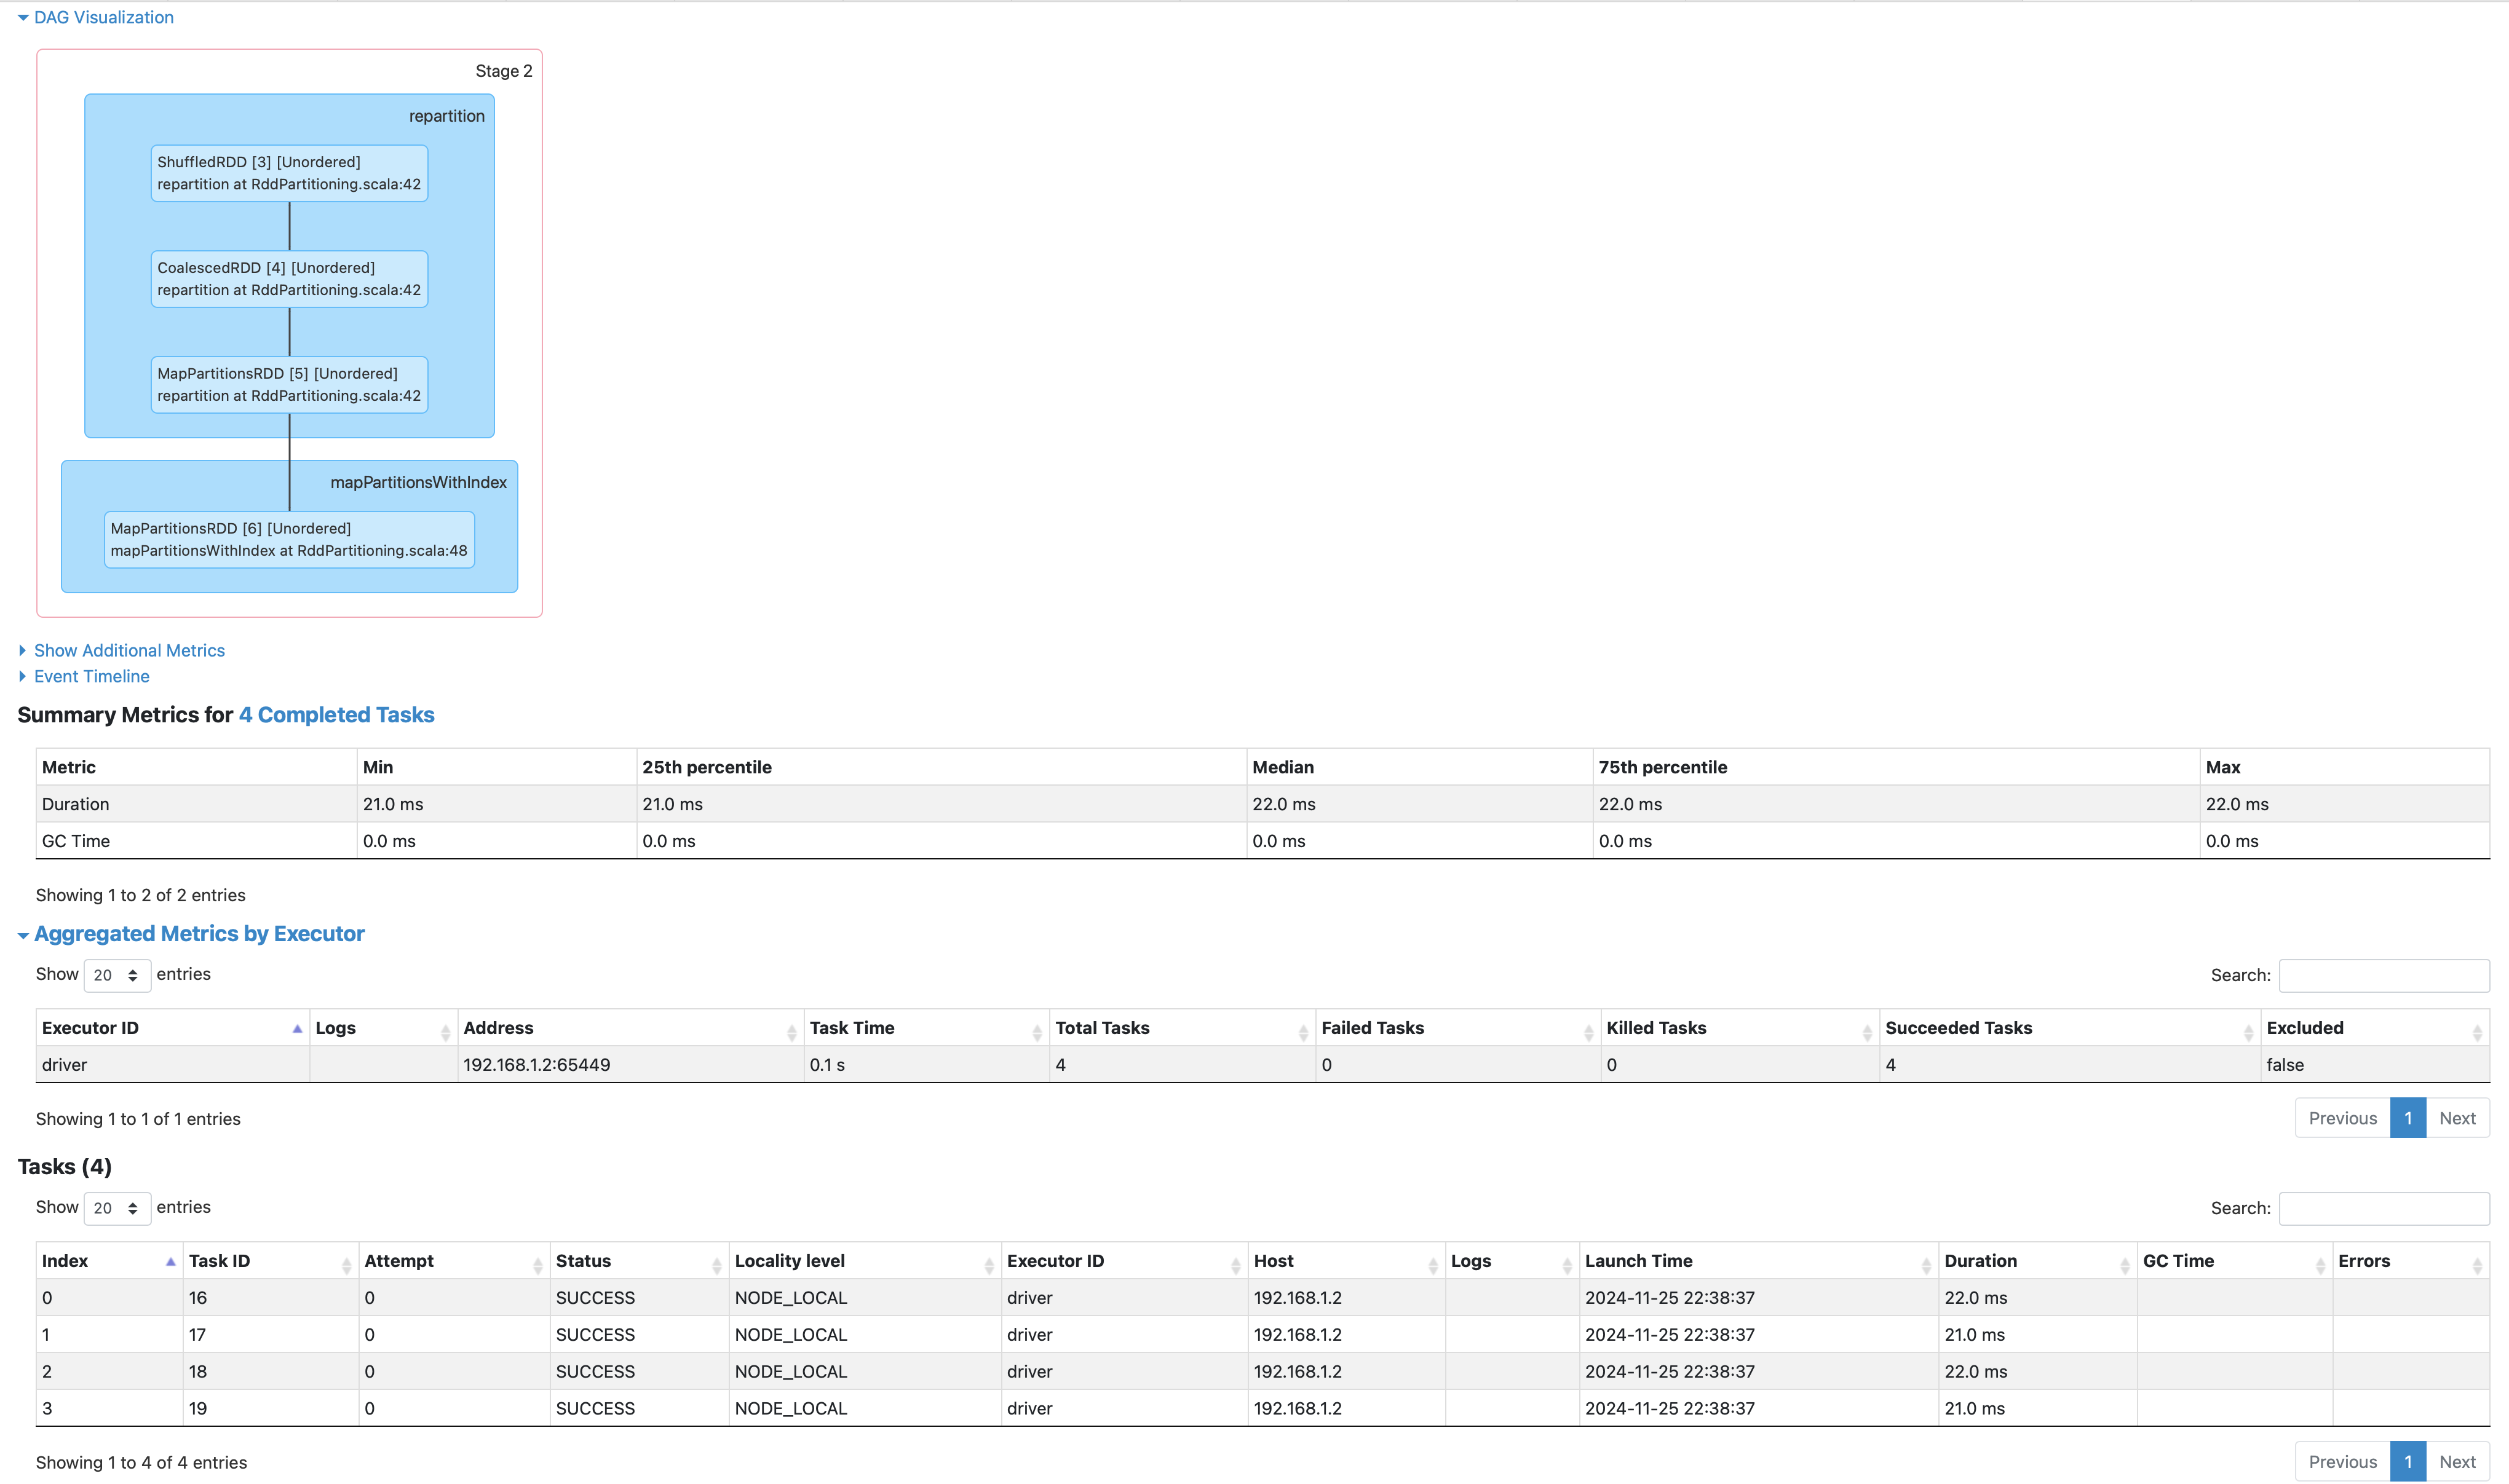 DAG Visualization
Stage 2
repartition
ShuffledRDD [3] [Unordered]
repartition at RddPartitioning.scala:42
CoalescedRDD [4] [Unordered]
repartition at RddPartitioning.scala:42
MapPartitionsRDD [5] [Unordered]
repartition at RddPartitioning.scala:42
mapPartitionsWithIndex
MapPartitionsRDD [6] [Unordered]
mapPartitionsWithIndex at RddPartitioning.scala:48
Show Additional Metrics
Event Timeline
Summary Metrics for 4 Completed Tasks
Metric Min 25th percentile Median 75th percentile Max
Duration 21.0 ms 21.0 ms 22.0 ms 22.0 ms 22.0 ms
GC Time 0.0 ms 0.0 ms 0.0 ms 0.0 ms 0.0 ms
Showing 1 to 2 of 2 entries
Aggregated Metrics by Executor
Show 20 entries Search:
Executor ID Logs Address Task Time Total Tasks Failed Tasks Killed Tasks Succeeded Tasks Excluded
driver 192.168.1.2:65449 0.1 s 4 0 0 4 false
Showing 1 to 1 of 1 entries Previous 1 Next
Tasks (4)
Show 20 entries Search:
Index Task ID Attempt Status Locality level Executor ID Host Logs Launch Time Duration GC Time Errors
0 16 0 SUCCESS NODE_LOCAL driver 192.168.1.2 2024-11-25 22:38:37 22.0 ms
1 17 0 SUCCESS NODE_LOCAL driver 192.168.1.2 2024-11-25 22:38:37 21.0 ms
2 18 0 SUCCESS NODE_LOCAL driver 192.168.1.2 2024-11-25 22:38:37 22.0 ms
3 19 0 SUCCESS NODE_LOCAL driver 192.168.1.2 2024-11-25 22:38:37 21.0 ms
Showing 1 to 4 of 4 entries Previous 1 Next